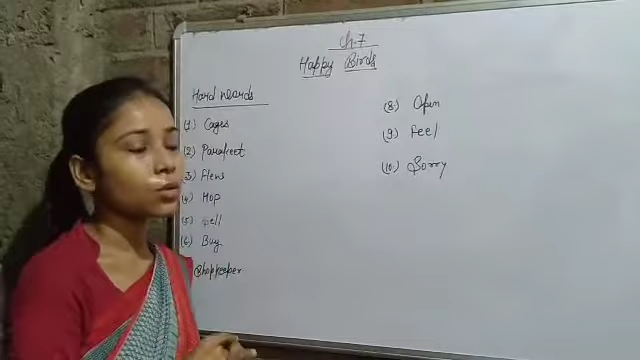 Ch.7
Happy Birds
Hard words
(1.) Cages
(2) Parakeet
(3) Hens
(4) Hop
(5) Sell
(6) Buy
Shopkeeper
(8) Open
(9) Feel
(10) Sorry